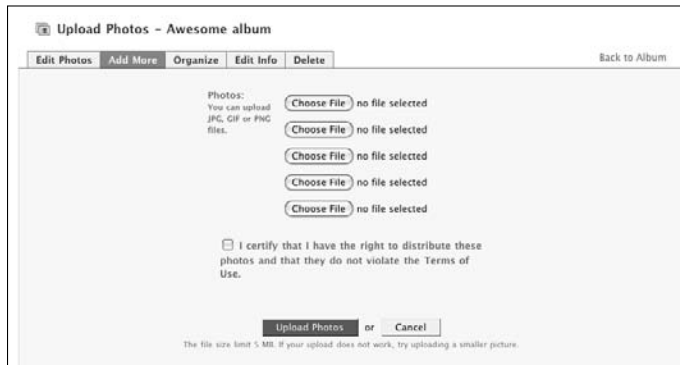 Upload Photos – Awesome album
Edit Photos Add More Organize Edit Info Delete Back to Album
Photos:
You can upload
JPG, GIF or PNG
files.
Choose File no file selected
Choose File no file selected
Choose File no file selected
Choose File no file selected
Choose File no file selected
I certify that I have the right to distribute these
photos and that they do not violate the Terms of
Use.
Upload Photos or Cancel
The file size limit 5 MB. If your upload does not work, try uploading a smaller picture.